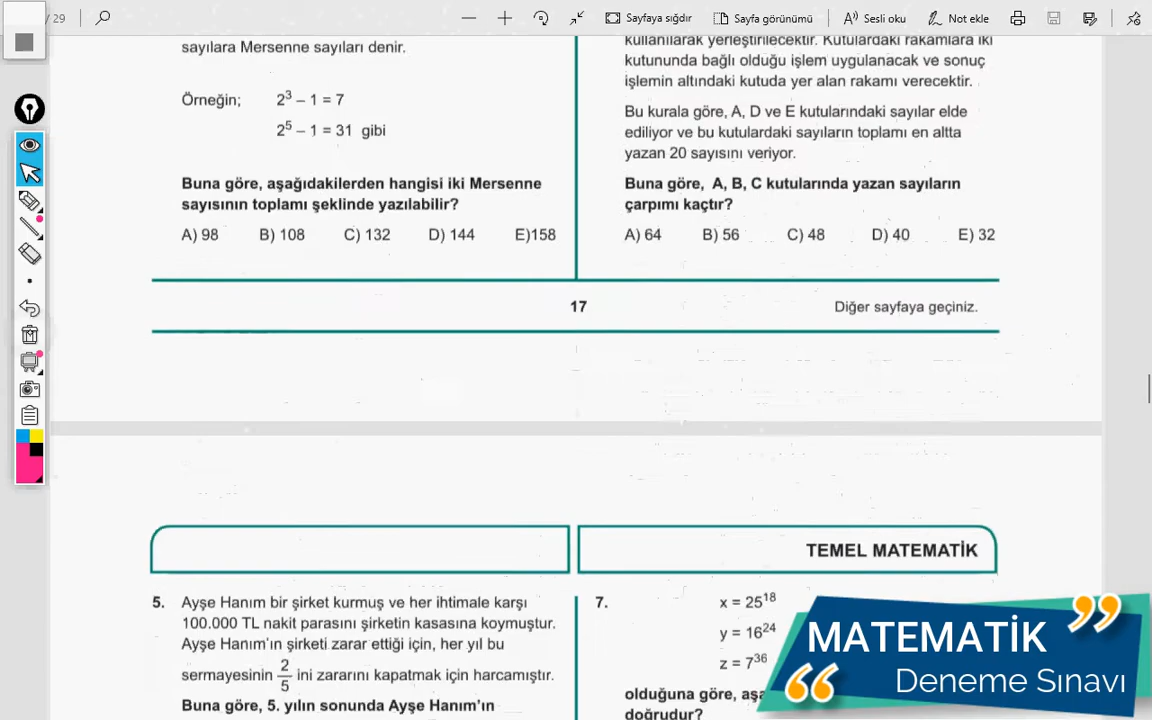 / 29
Sayfaya sığdır
Sayfa görünümü
Sesli oku
Not ekle
sayılara Mersenne sayıları denir.
Örneğin; 2³ – 1 = 7
2⁵ – 1 = 31 gibi
Buna göre, aşağıdakilerden hangisi iki Mersenne
sayısının toplamı şeklinde yazılabilir?
A) 98 B) 108 C) 132 D) 144 E)158
kullanılarak yerleştirilecektir. Kutulardaki rakamlara iki
kutununda bağlı olduğu işlem uygulanacak ve sonuç
işlemin altındaki kutuda yer alan rakamı verecektir.
Bu kurala göre, A, D ve E kutularındaki sayılar elde
ediliyor ve bu kutulardaki sayıların toplamı en altta
yazan 20 sayısını veriyor.
Buna göre, A, B, C kutularında yazan sayıların
çarpımı kaçtır?
A) 64 B) 56 C) 48 D) 40 E) 32
17
Diğer sayfaya geçiniz.
TEMEL MATEMATİK
5. Ayşe Hanım bir şirket kurmuş ve her ihtimale karşı
100.000 TL nakit parasını şirketin kasasına koymuştur.
Ayşe Hanım'ın şirketi zarar ettiği için, her yıl bu
sermayesinin 2/5 ini zararını kapatmak için harcamıştır.
Buna göre, 5. yılın sonunda Ayşe Hanım'ın
7. x = 25¹⁸
y = 16²⁴
z = 7³⁶
olduğuna göre, aşa
doğrudur?
MATEMATİK
Deneme Sınavı